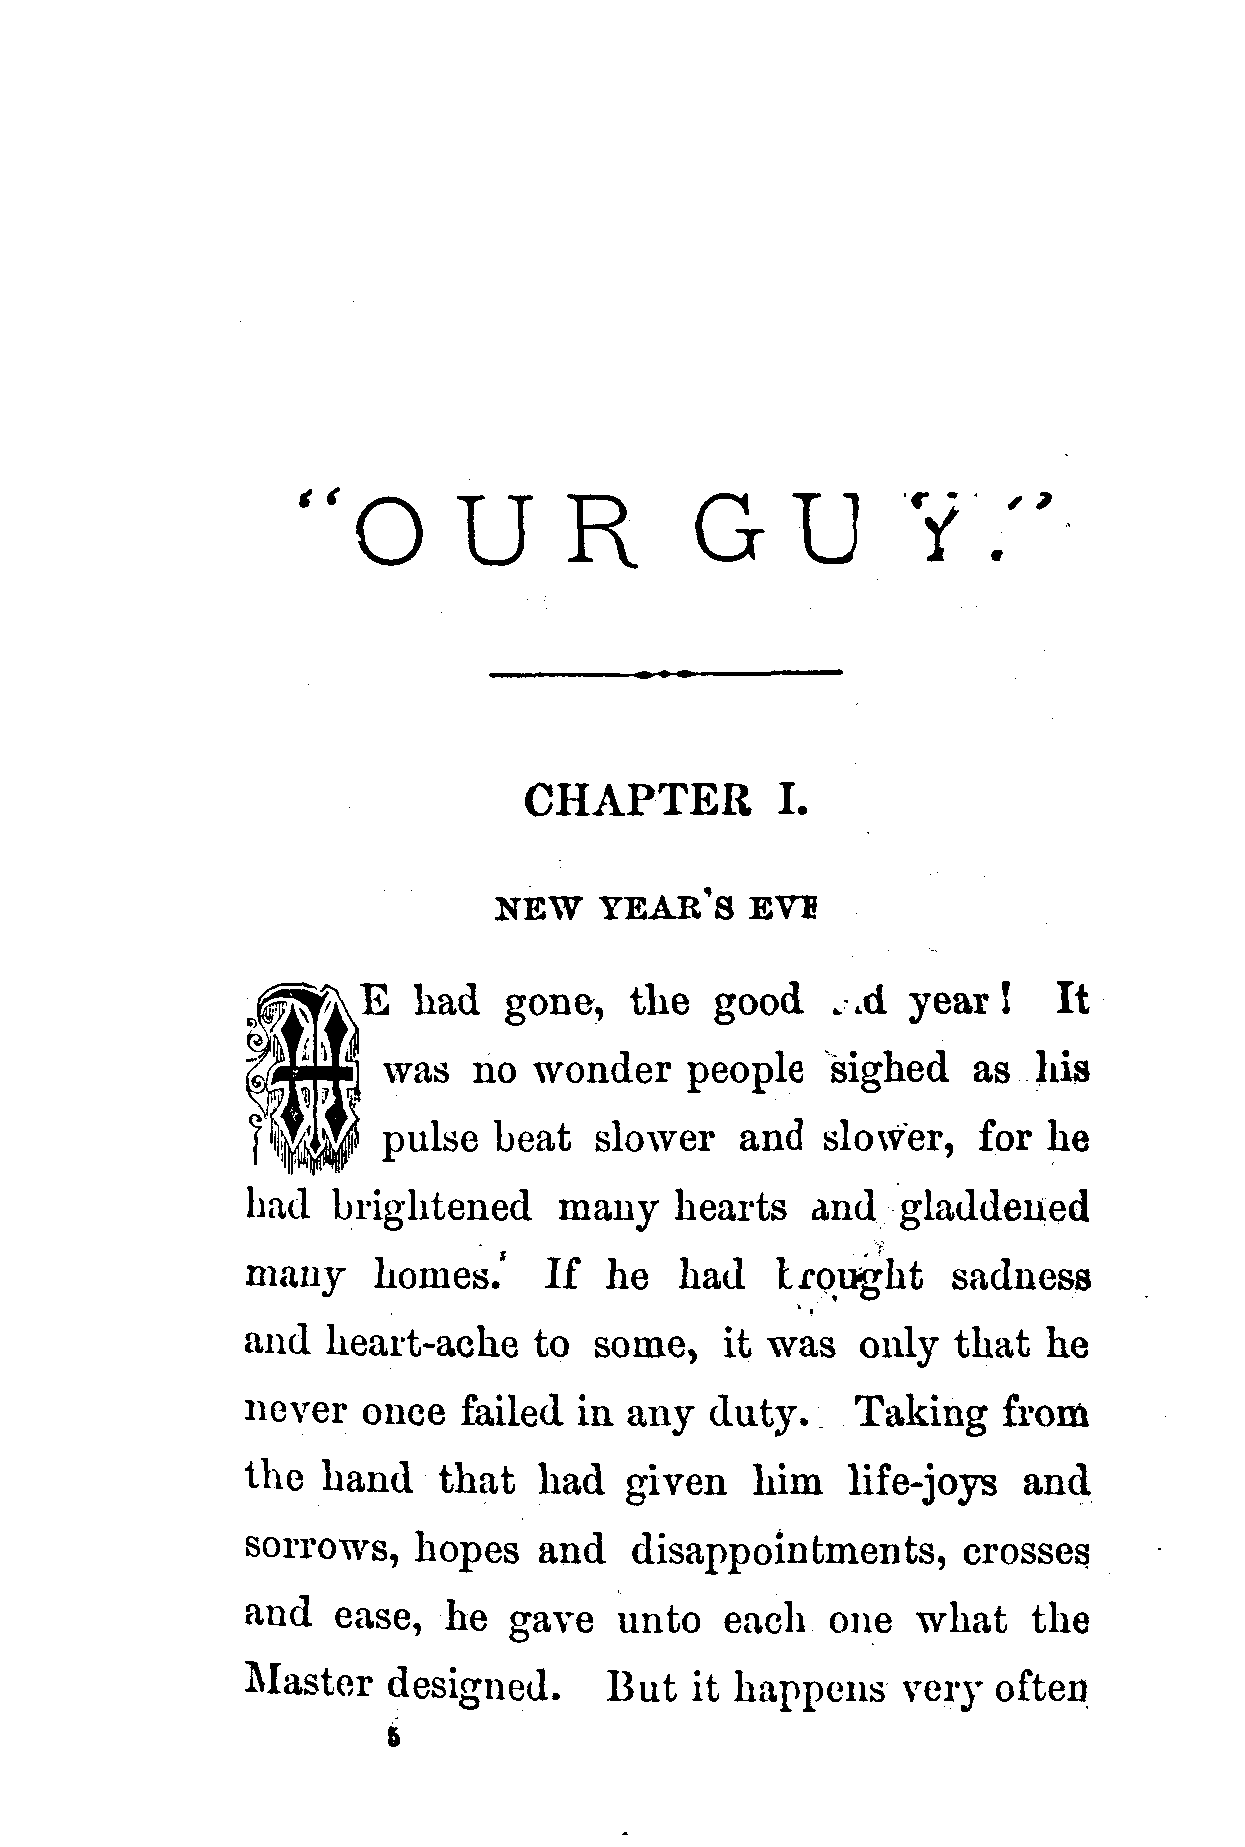 "OUR GUY."
CHAPTER I.
NEW YEAR'S EVE
HE had gone, the good year! It
was no wonder people sighed as his
pulse beat slower and slower, for he
had brightened many hearts and gladdened
many homes. If he had brought sadness
and heart-ache to some, it was only that he
never once failed in any duty. Taking from
the hand that had given him life-joys and
sorrows, hopes and disappointments, crosses
and ease, he gave unto each one what the
Master designed. But it happens very often
5